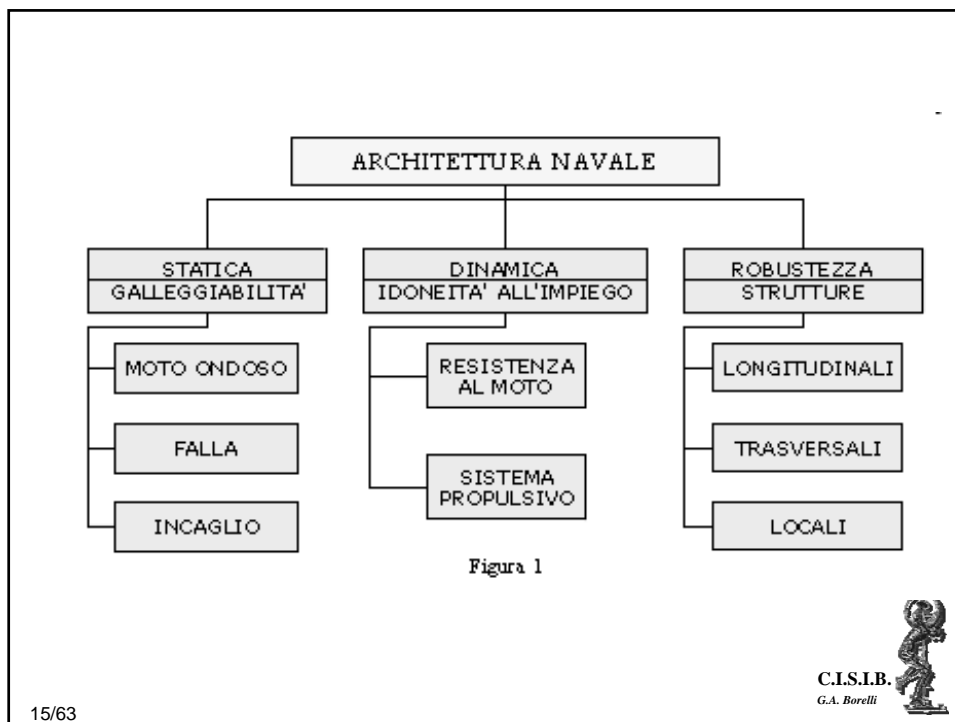 ARCHITETTURA NAVALE
STATICA
GALLEGGIABILITA'
MOTO ONDOSO
FALLA
INCAGLIO
DINAMICA
IDONEITA' ALL'IMPIEGO
RESISTENZA
AL MOTO
SISTEMA
PROPULSIVO
ROBUSTEZZA
STRUTTURE
LONGITUDINALI
TRASVERSALI
LOCALI
Figura 1
C.I.S.I.B.
G.A. Borelli
15/63